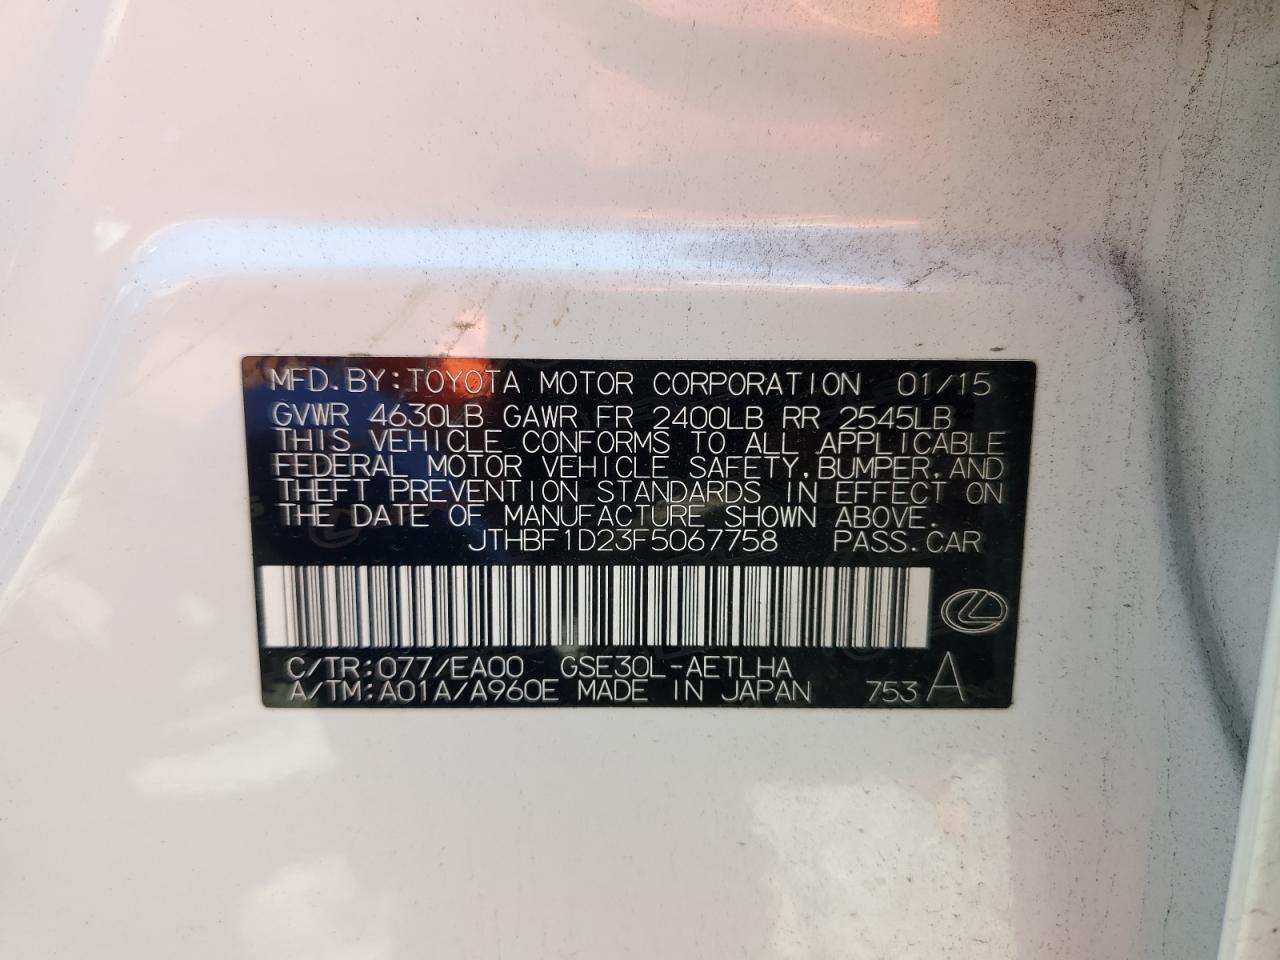 MFD.BY:TOYOTA MOTOR CORPORATION 01/15
GVWR 4630LB GAWR FR 2400LB RR 2545LB
THIS VEHICLE CONFORMS TO ALL APPLICABLE
FEDERAL MOTOR VEHICLE SAFETY,BUMPER,AND
THEFT PREVENTION STANDARDS IN EFFECT ON
THE DATE OF MANUFACTURE SHOWN ABOVE.
JTHBF1D23F5067758 PASS.CAR
C/TR:077/EA00 GSE30L-AETLHA
A/TM:A01A/A960E MADE IN JAPAN 753 A